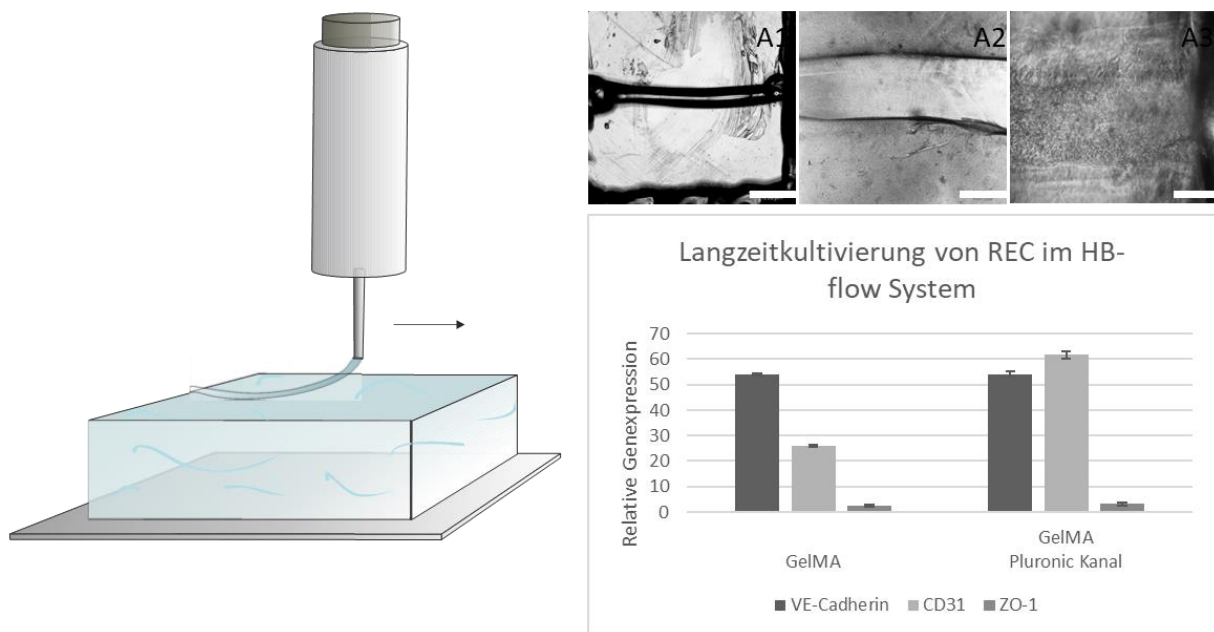 A1
A2
A3
Langzeitkultivierung von REC im HB-
flow System
Relative Genexpression
70
60
50
40
30
20
10
0
GelMA
GelMA
Pluronic Kanal
VE-Cadherin CD31 ZO-1